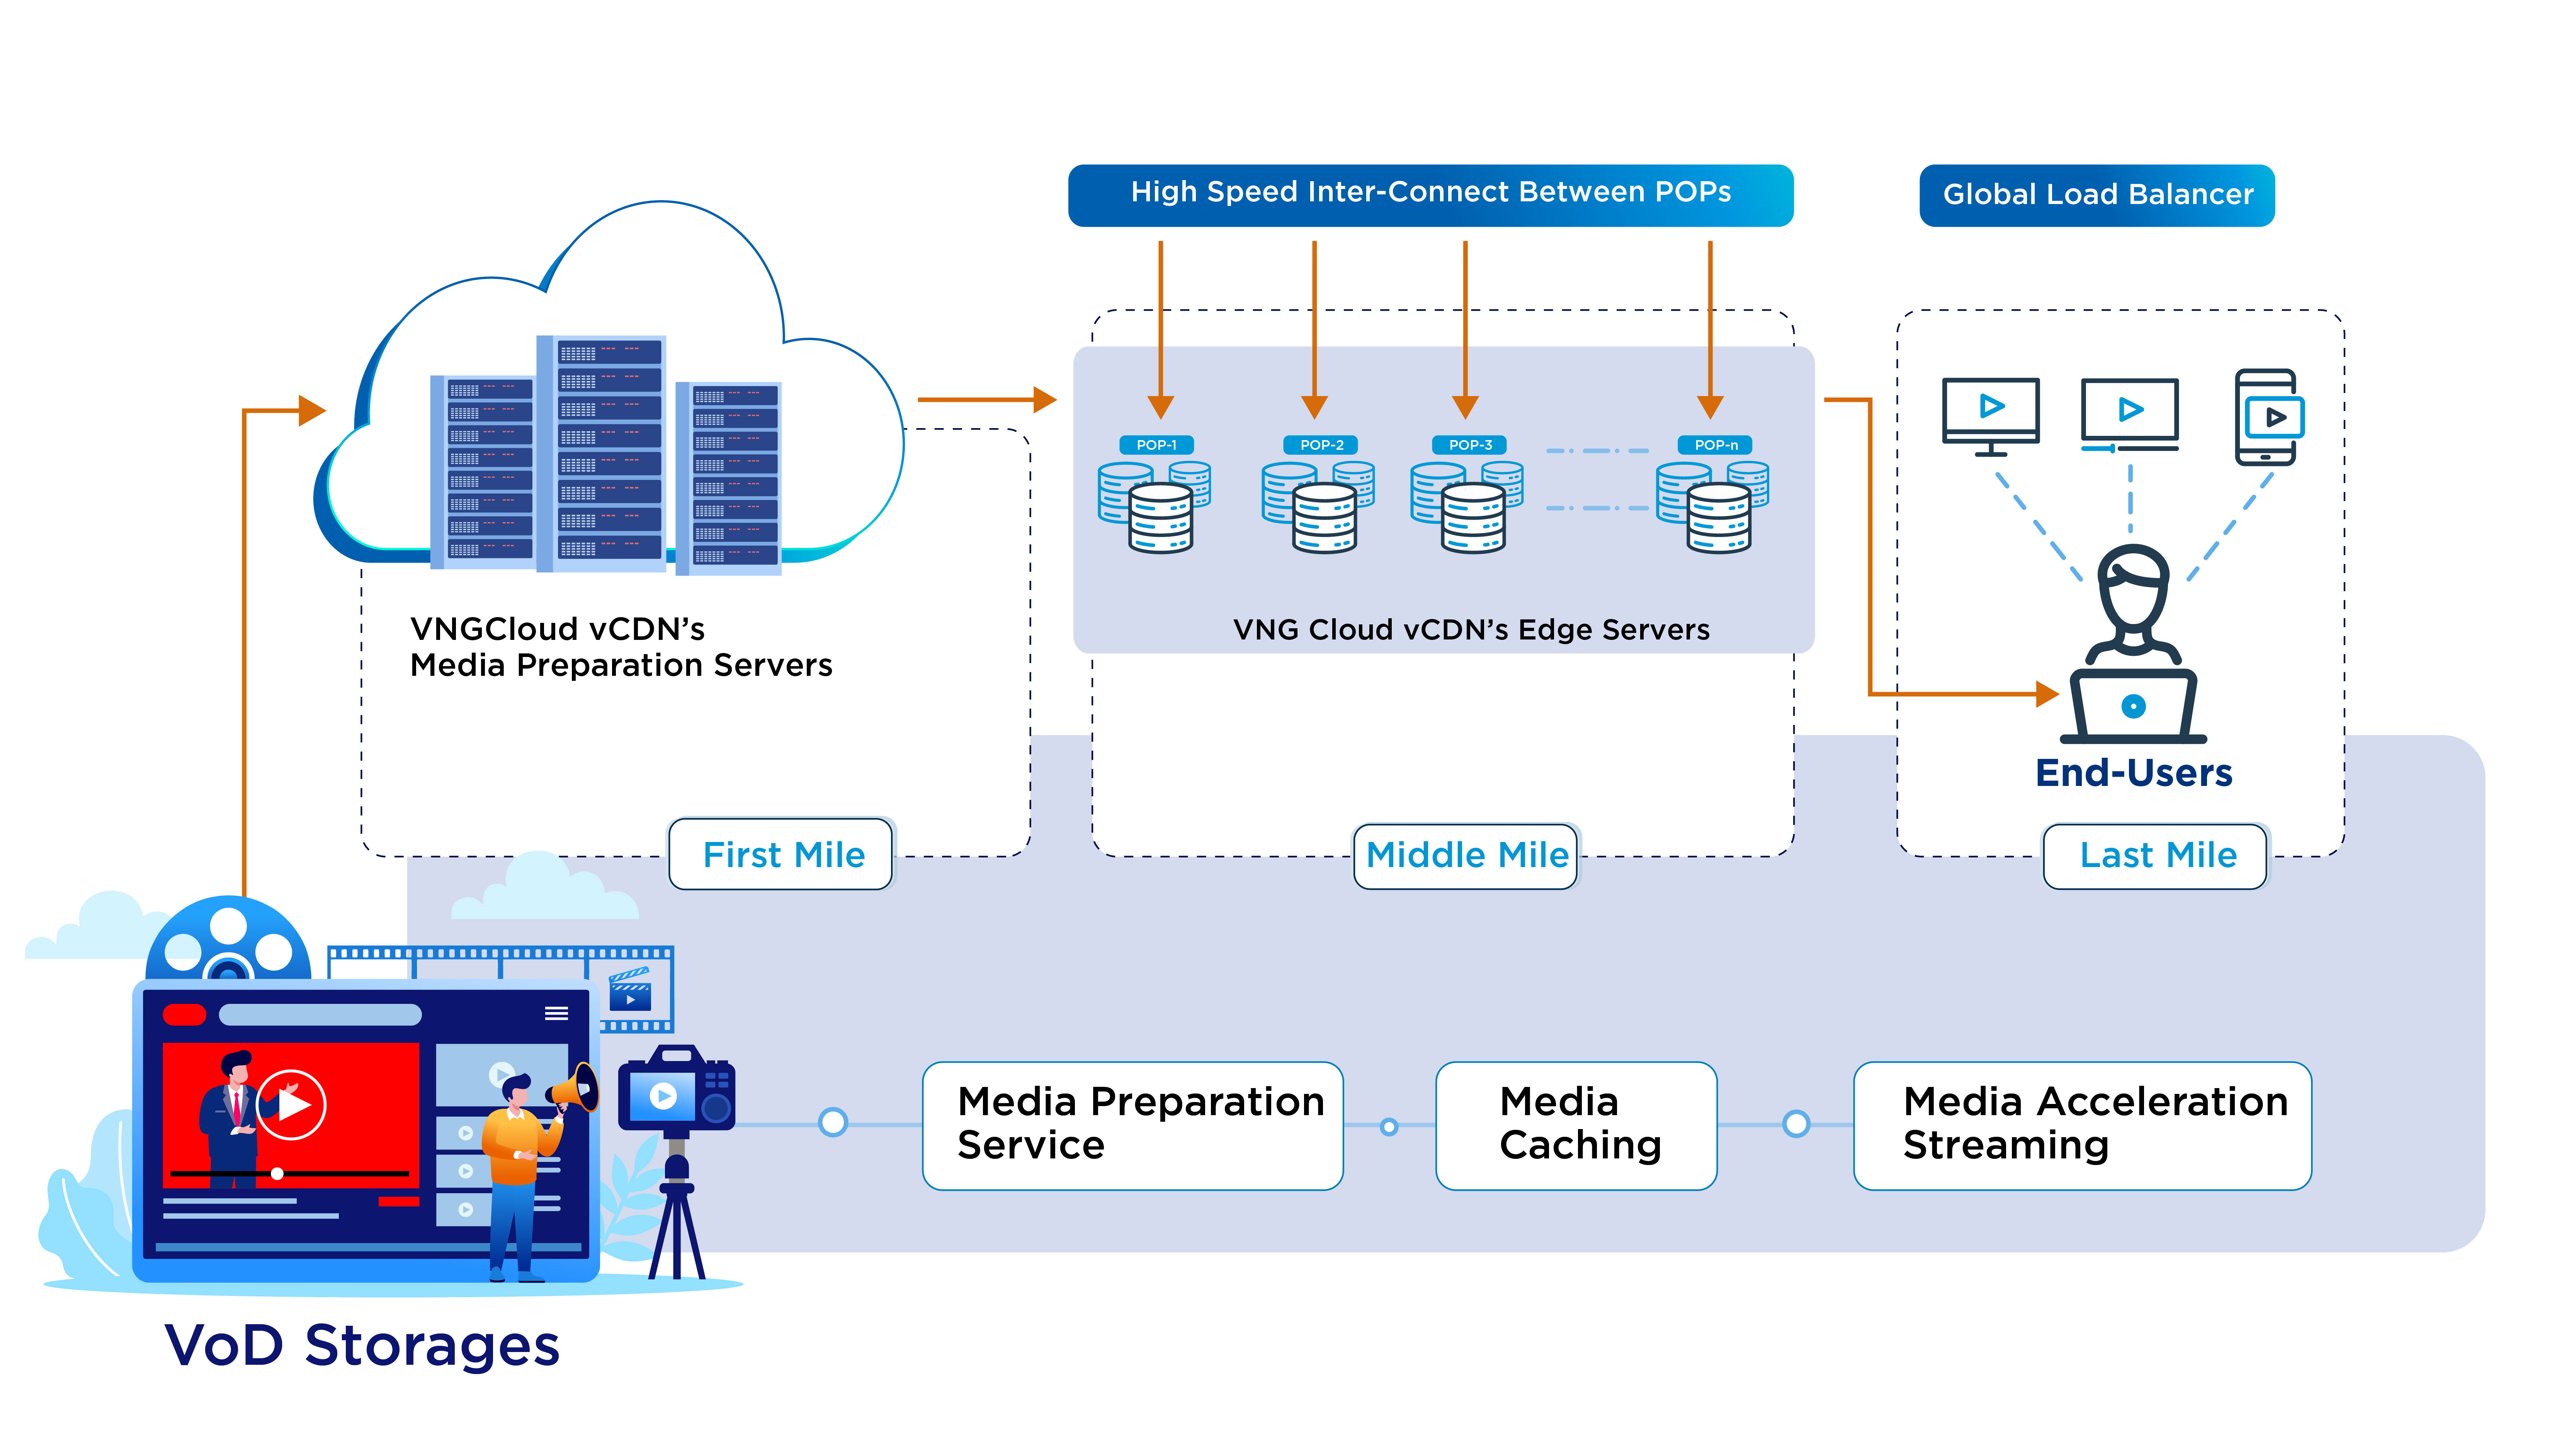 High Speed Inter-Connect Between POPs
Global Load Balancer
POP-1
POP-2
POP-3
POP-n
VNGCloud vCDN's
Media Preparation Servers
VNG Cloud vCDN's Edge Servers
End-Users
First Mile
Middle Mile
Last Mile
Media Preparation
Service
Media
Caching
Media Acceleration
Streaming
VoD Storages